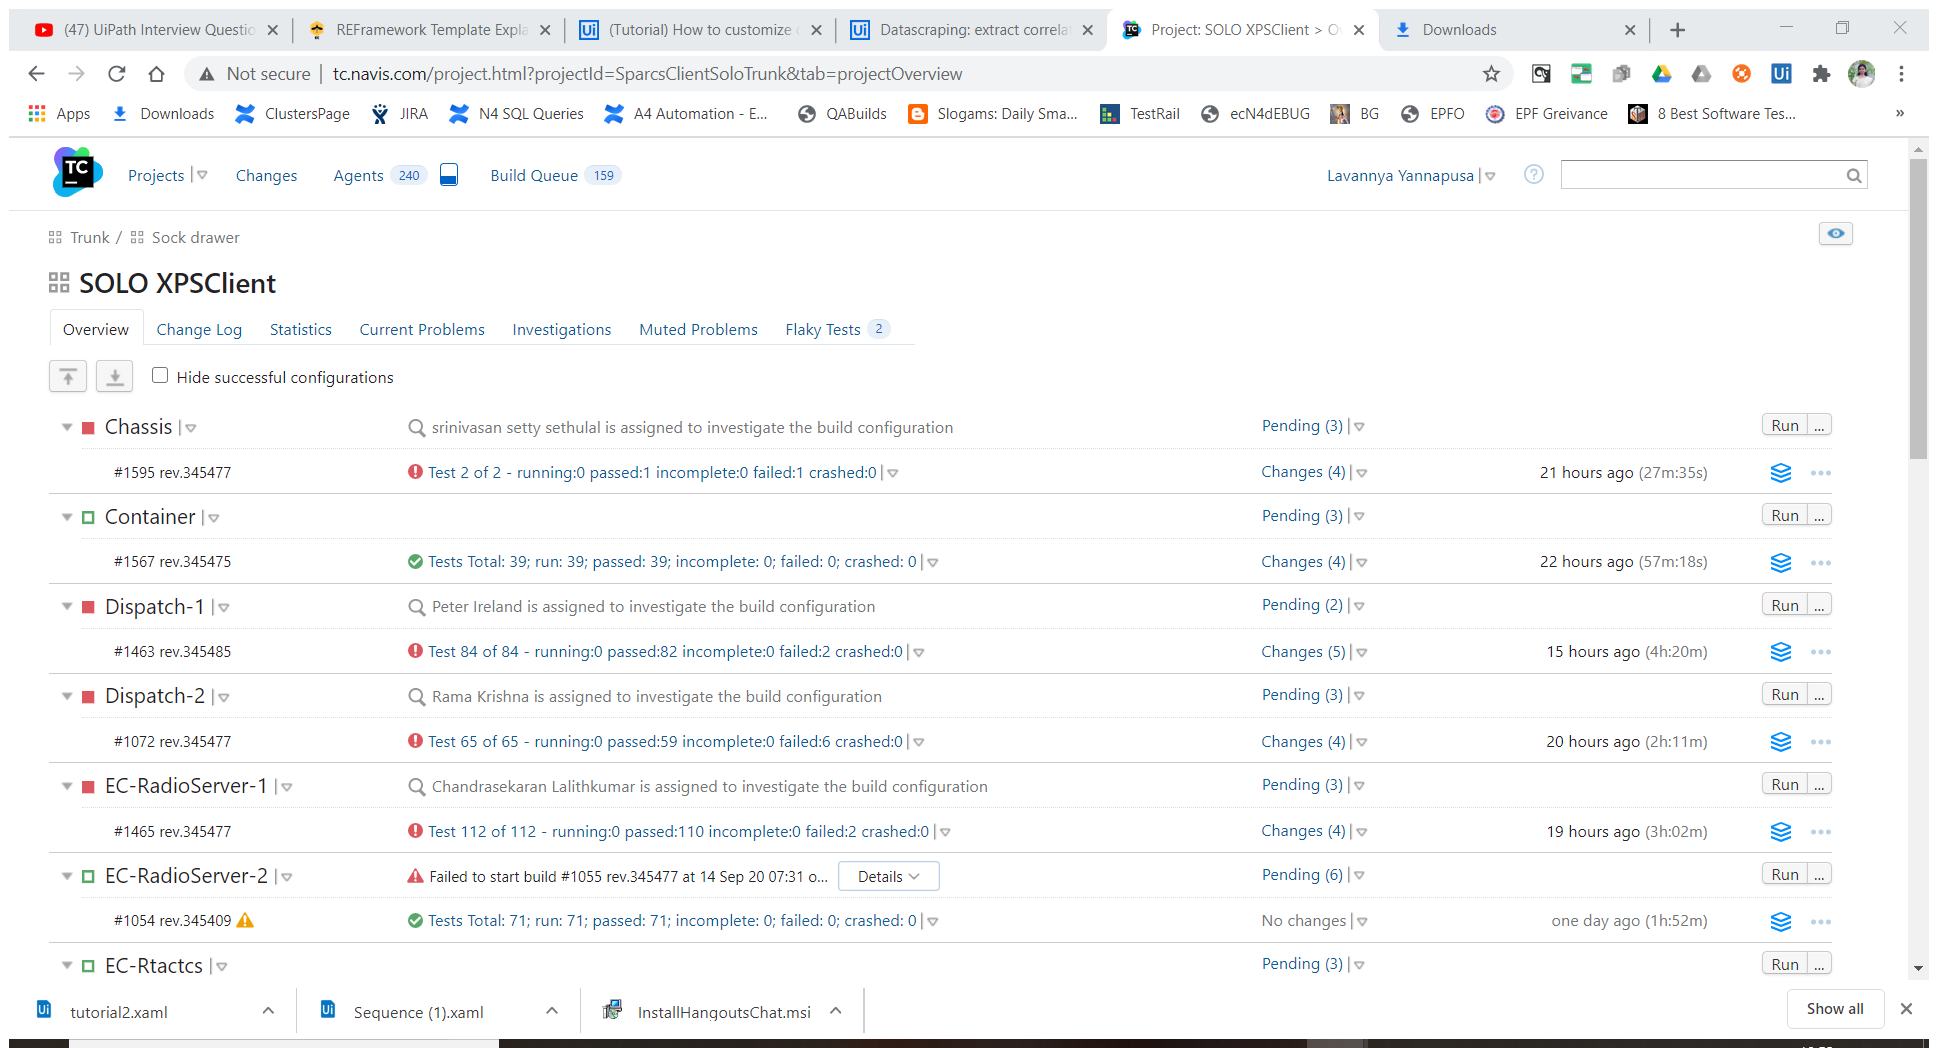 (47) UiPath Interview Questio
REFramework Template Expla
(Tutorial) How to customize
Datascraping: extract correla
Project: SOLO XPSClient > O
Downloads
Not secure | tc.navis.com/project.html?projectId=SparcsClientSoloTrunk&tab=projectOverview
Apps Downloads ClustersPage JIRA N4 SQL Queries A4 Automation - E... QABuilds Slogams: Daily Sma... TestRail ecN4dEBUG BG EPFO EPF Greivance 8 Best Software Tes... »
TC Projects Changes Agents 240 Build Queue 159 Lavannya Yannapusa ?
Trunk / Sock drawer
SOLO XPSClient
Overview Change Log Statistics Current Problems Investigations Muted Problems Flaky Tests 2
Hide successful configurations
Chassis srinivasan setty sethulal is assigned to investigate the build configuration Pending (3) Run ...
#1595 rev.345477 Test 2 of 2 - running:0 passed:1 incomplete:0 failed:1 crashed:0 Changes (4) 21 hours ago (27m:35s)
Container Pending (3) Run ...
#1567 rev.345475 Tests Total: 39; run: 39; passed: 39; incomplete: 0; failed: 0; crashed: 0 Changes (4) 22 hours ago (57m:18s)
Dispatch-1 Peter Ireland is assigned to investigate the build configuration Pending (2) Run ...
#1463 rev.345485 Test 84 of 84 - running:0 passed:82 incomplete:0 failed:2 crashed:0 Changes (5) 15 hours ago (4h:20m)
Dispatch-2 Rama Krishna is assigned to investigate the build configuration Pending (3) Run ...
#1072 rev.345477 Test 65 of 65 - running:0 passed:59 incomplete:0 failed:6 crashed:0 Changes (4) 20 hours ago (2h:11m)
EC-RadioServer-1 Chandrasekaran Lalithkumar is assigned to investigate the build configuration Pending (3) Run ...
#1465 rev.345477 Test 112 of 112 - running:0 passed:110 incomplete:0 failed:2 crashed:0 Changes (4) 19 hours ago (3h:02m)
EC-RadioServer-2 Failed to start build #1055 rev.345477 at 14 Sep 20 07:31 o... Details Pending (6) Run ...
#1054 rev.345409 Tests Total: 71; run: 71; passed: 71; incomplete: 0; failed: 0; crashed: 0 No changes one day ago (1h:52m)
EC-Rtactcs Pending (3) Run ...
tutorial2.xaml Sequence (1).xaml InstallHangoutsChat.msi Show all